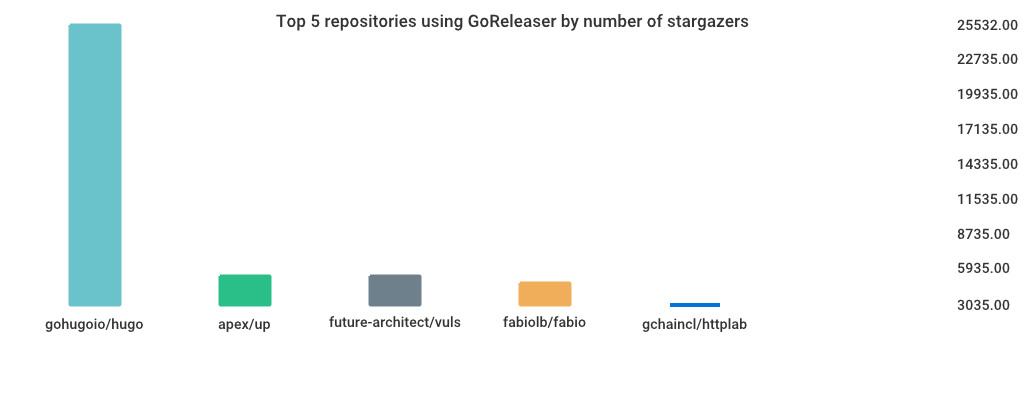 Top 5 repositories using GoReleaser by number of stargazers
25532.00
22735.00
19935.00
17135.00
14335.00
11535.00
8735.00
5935.00
3035.00
gohugoio/hugo
apex/up
future-architect/vuls
fabiolb/fabio
gchaincl/httplab